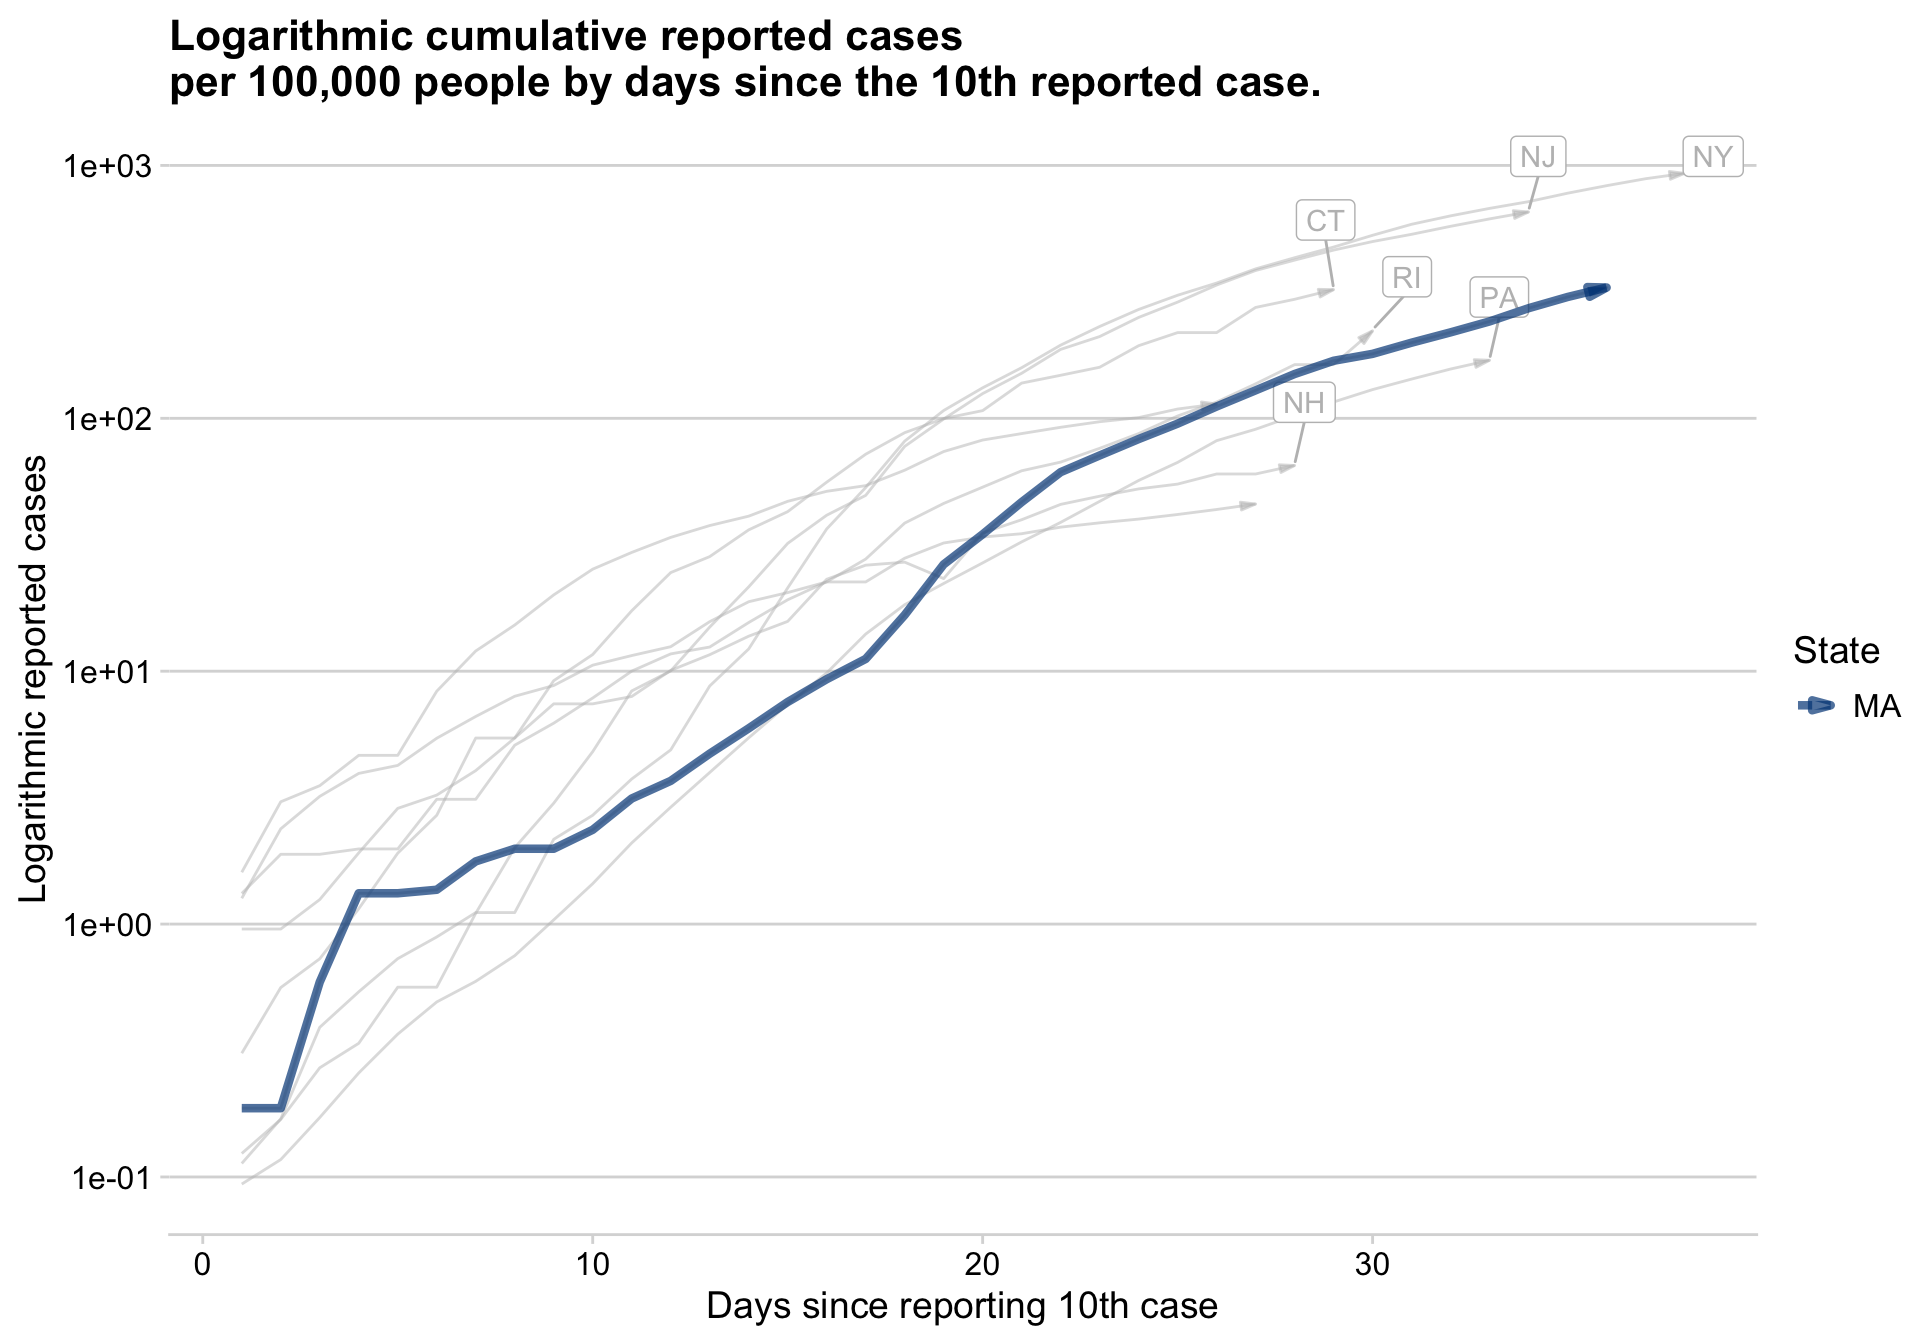 Logarithmic cumulative reported cases
per 100,000 people by days since the 10th reported case.
1e+03
1e+02
1e+01
1e+00
1e-01
Logarithmic reported cases
NJ
NY
CT
RI
PA
NH
State
MA
0
10
20
30
Days since reporting 10th case